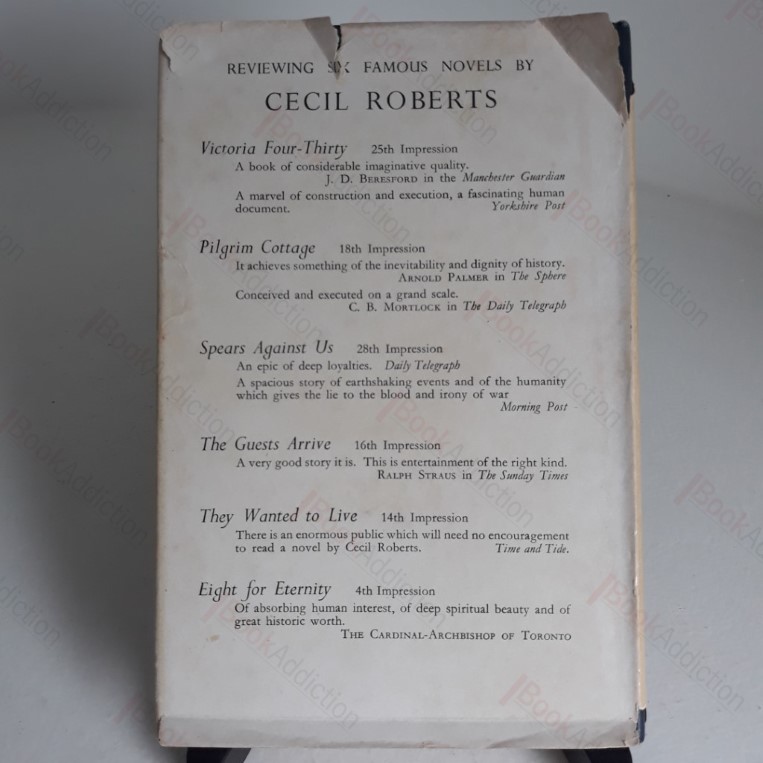 REVIEWING SIX FAMOUS NOVELS BY
CECIL ROBERTS
Victoria Four-Thirty 25th Impression
A book of considerable imaginative quality.
J. D. BERESFORD in the Manchester Guardian
A marvel of construction and execution, a fascinating human
document. Yorkshire Post
Pilgrim Cottage 18th Impression
It achieves something of the inevitability and dignity of history.
ARNOLD PALMER in The Sphere
Conceived and executed on a grand scale.
C. B. MORTLOCK in The Daily Telegraph
Spears Against Us 28th Impression
An epic of deep loyalties. Daily Telegraph
A spacious story of earthshaking events and of the humanity
which gives the lie to the blood and irony of war
Morning Post
The Guests Arrive 16th Impression
A very good story it is. This is entertainment of the right kind.
RALPH STRAUS in The Sunday Times
They Wanted to Live 14th Impression
There is an enormous public which will need no encouragement
to read a novel by Cecil Roberts. Time and Tide.
Eight for Eternity 4th Impression
Of absorbing human interest, of deep spiritual beauty and of
great historic worth.
THE CARDINAL-ARCHBISHOP OF TORONTO
BookAddiction